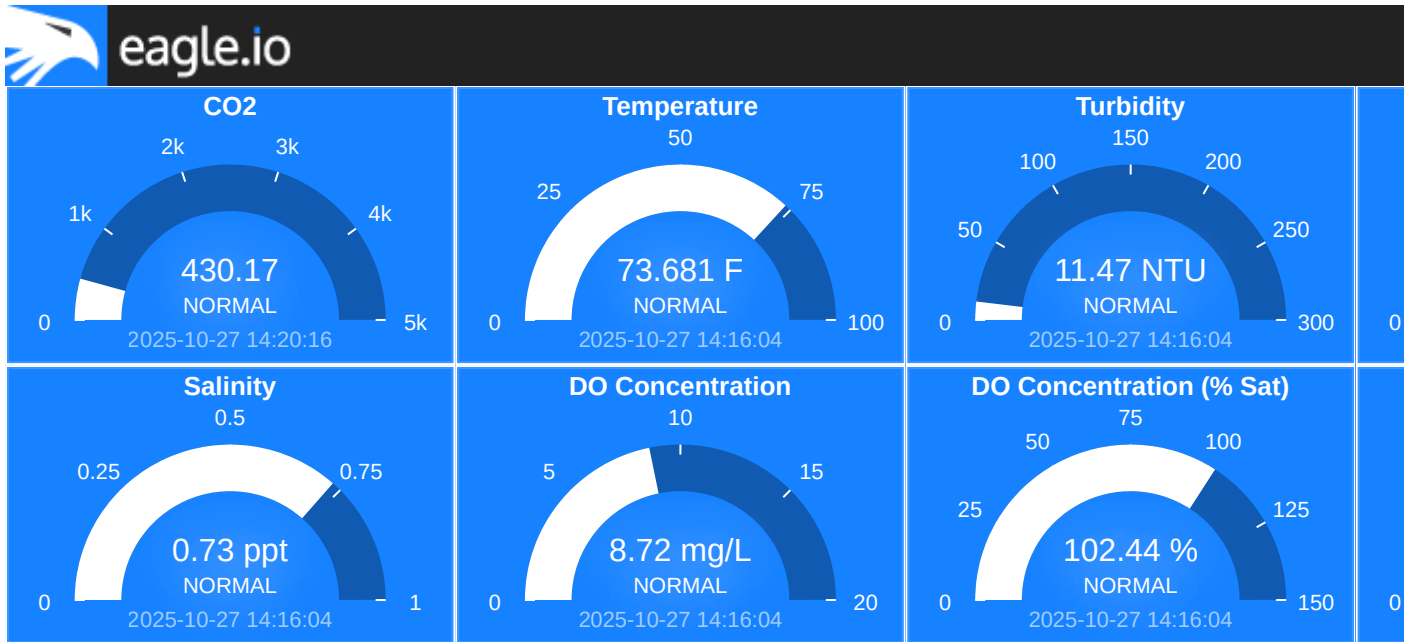 eagle.io
CO2
2k 3k
1k 4k
430.17
NORMAL
0 5k
2025-10-27 14:20:16
Temperature
50
25 75
73.681 F
NORMAL
0 100
2025-10-27 14:16:04
Turbidity
150
100 200
50 250
11.47 NTU
NORMAL
0 300
2025-10-27 14:16:04
0
Salinity
0.5
0.25 0.75
0.73 ppt
NORMAL
0 1
2025-10-27 14:16:04
DO Concentration
10
5 15
8.72 mg/L
NORMAL
0 20
2025-10-27 14:16:04
DO Concentration (% Sat)
75
50 100
25 125
102.44 %
NORMAL
0 150
2025-10-27 14:16:04
0